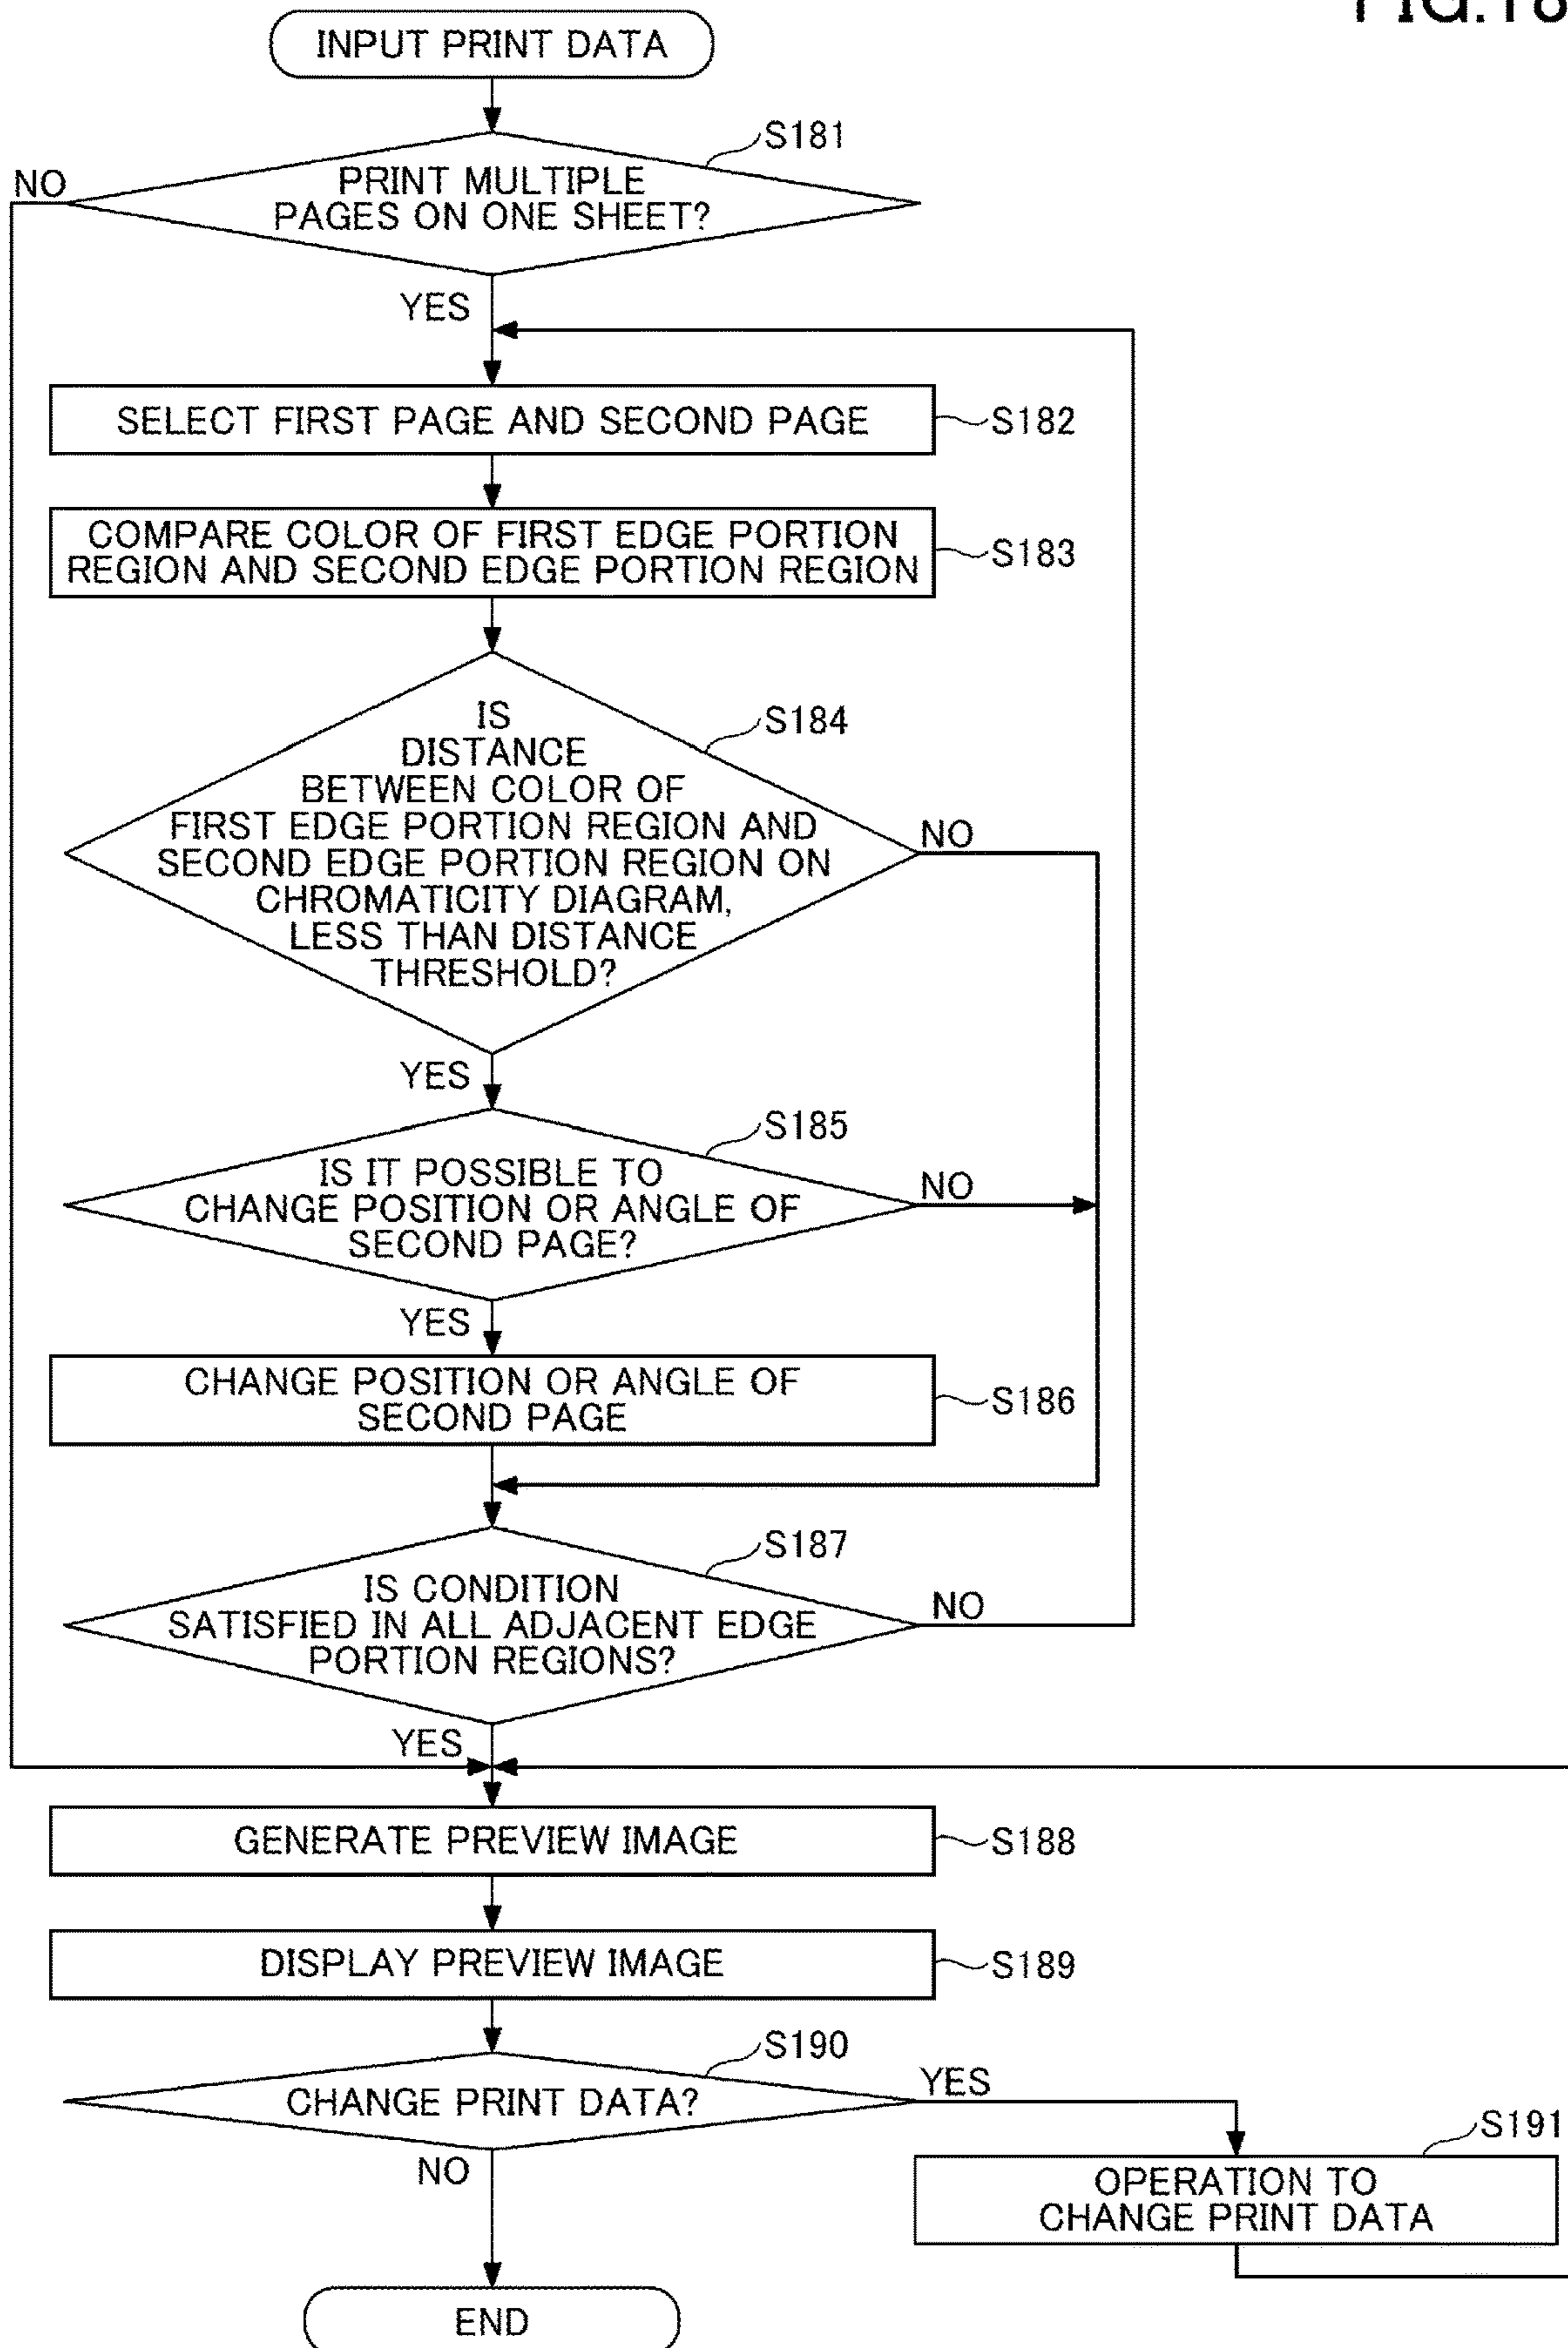 FIG.18
INPUT PRINT DATA
S181
NO
PRINT MULTIPLE
PAGES ON ONE SHEET?
YES
SELECT FIRST PAGE AND SECOND PAGE
S182
COMPARE COLOR OF FIRST EDGE PORTION
REGION AND SECOND EDGE PORTION REGION
S183
S184
IS
DISTANCE
BETWEEN COLOR OF
FIRST EDGE PORTION REGION AND
SECOND EDGE PORTION REGION ON
CHROMATICITY DIAGRAM,
LESS THAN DISTANCE
THRESHOLD?
NO
YES
S185
IS IT POSSIBLE TO
CHANGE POSITION OR ANGLE OF
SECOND PAGE?
NO
YES
CHANGE POSITION OR ANGLE OF
SECOND PAGE
S186
S187
IS CONDITION
SATISFIED IN ALL ADJACENT EDGE
PORTION REGIONS?
NO
YES
GENERATE PREVIEW IMAGE
S188
DISPLAY PREVIEW IMAGE
S189
S190
CHANGE PRINT DATA?
YES
NO
S191
OPERATION TO
CHANGE PRINT DATA
END